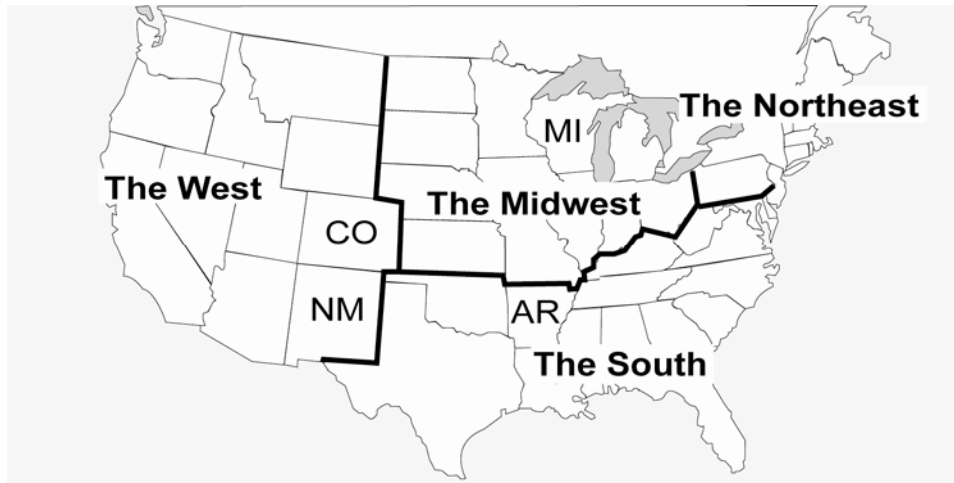 The Northeast
MI
The West
The Midwest
CO
NM
AR
The South